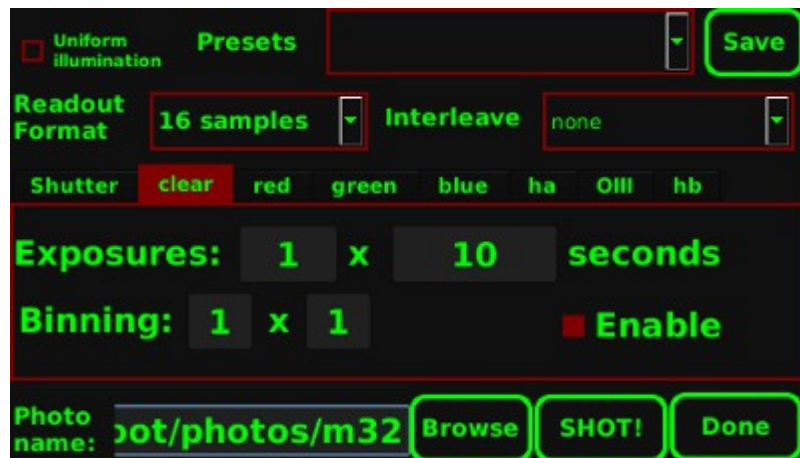 Uniform illumination Presets Save
Readout Format 16 samples Interleave none
Shutter clear red green blue ha OIII hb
Exposures: 1 x 10 seconds
Binning: 1 x 1 Enable
Photo name: oot/photos/m32 Browse SHOT! Done